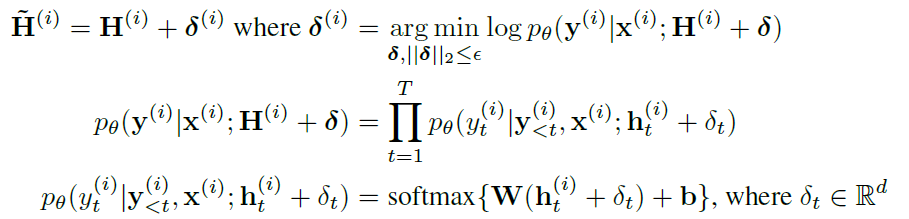 $\tilde{\mathbf{H}}^{(i)} = \mathbf{H}^{(i)} + \boldsymbol{\delta}^{(i)} \text{ where } \boldsymbol{\delta}^{(i)} = \underset{\boldsymbol{\delta}, ||\boldsymbol{\delta}||_2 \leq \epsilon}{\arg\min} \log p_\theta(\mathbf{y}^{(i)} | \mathbf{x}^{(i)}; \mathbf{H}^{(i)} + \boldsymbol{\delta})$
$p_\theta(\mathbf{y}^{(i)} | \mathbf{x}^{(i)}; \mathbf{H}^{(i)} + \boldsymbol{\delta}) = \prod_{t=1}^{T} p_\theta(y_t^{(i)} | \mathbf{y}_{<t}^{(i)}, \mathbf{x}^{(i)}; \mathbf{h}_t^{(i)} + \delta_t)$
$p_\theta(y_t^{(i)} | \mathbf{y}_{<t}^{(i)}, \mathbf{x}^{(i)}; \mathbf{h}_t^{(i)} + \delta_t) = \text{softmax}\{\mathbf{W}(\mathbf{h}_t^{(i)} + \delta_t) + \mathbf{b}\}, \text{ where } \delta_t \in \mathbb{R}^d$